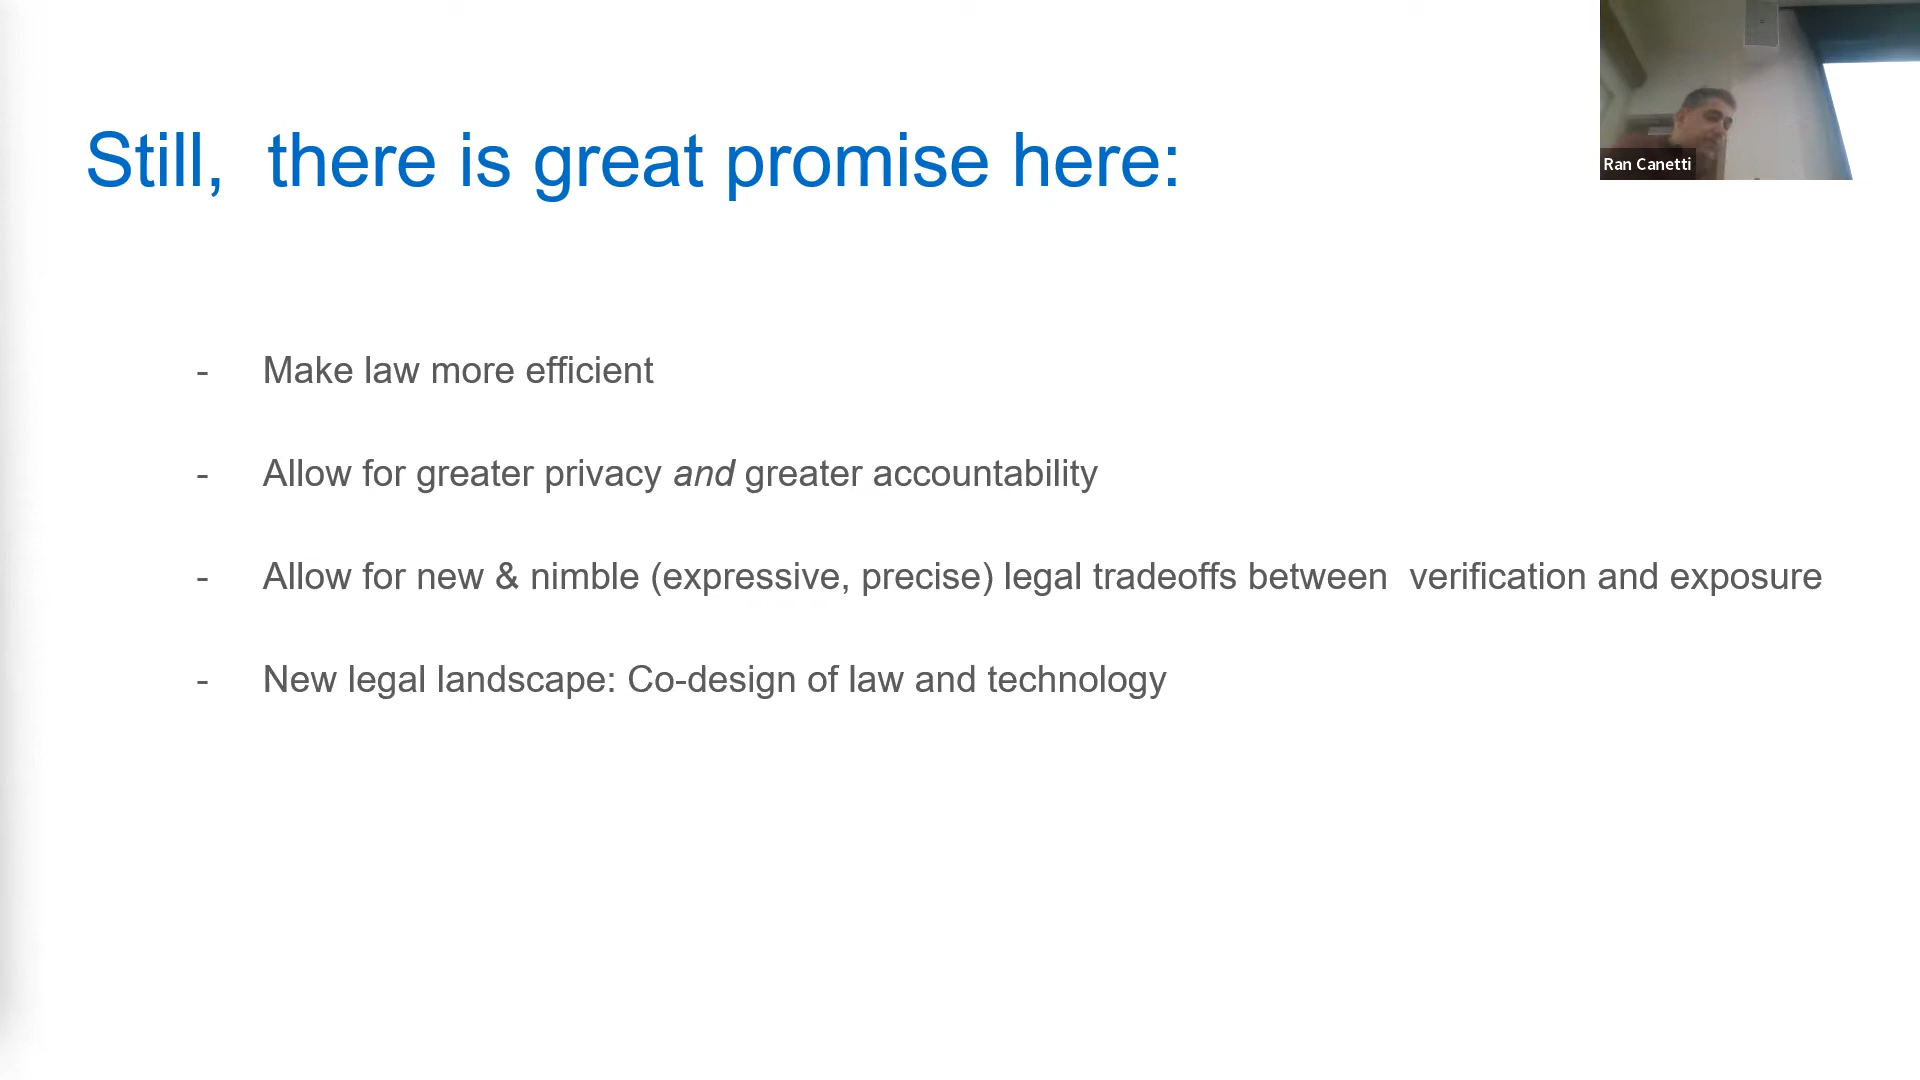 Still,  there is great promise here:
Ran Canetti
- Make law more efficient
- Allow for greater privacy and greater accountability
- Allow for new & nimble (expressive, precise) legal tradeoffs between  verification and exposure
- New legal landscape: Co-design of law and technology